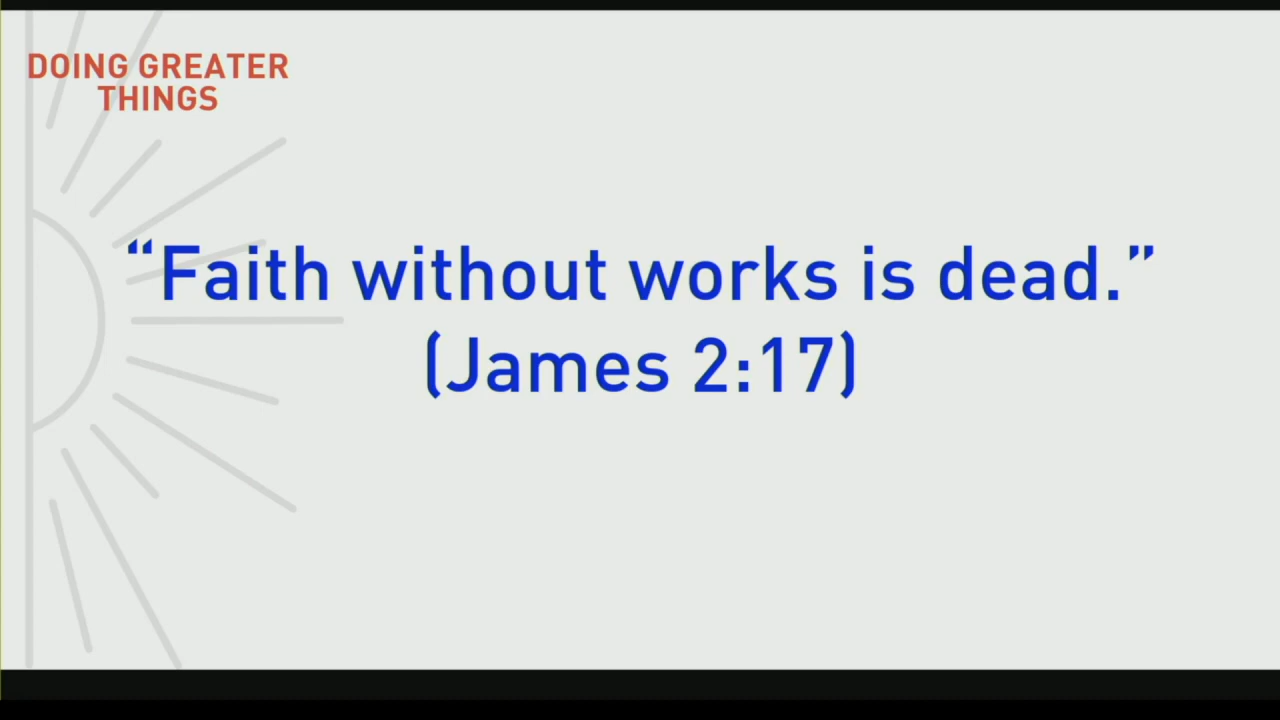 DOING GREATER
THINGS
“Faith without works is dead.”
(James 2:17)